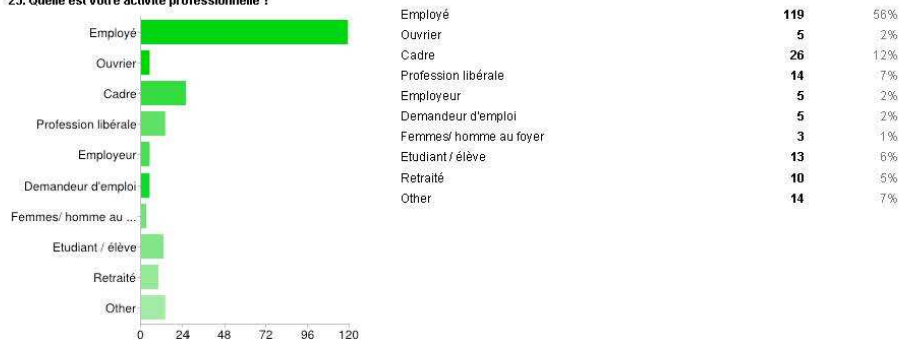 25. Quelle est votre activité professionnelle ?
Employé
Ouvrier
Cadre
Profession libérale
Employeur
Demandeur d'emploi
Femmes/ homme au ...
Etudiant / élève
Retraité
Other
0 24 48 72 96 120
Employé 119 56%
Ouvrier 5 2%
Cadre 26 12%
Profession libérale 14 7%
Employeur 5 2%
Demandeur d'emploi 5 2%
Femmes/ homme au foyer 3 1%
Etudiant / élève 13 6%
Retraité 10 5%
Other 14 7%